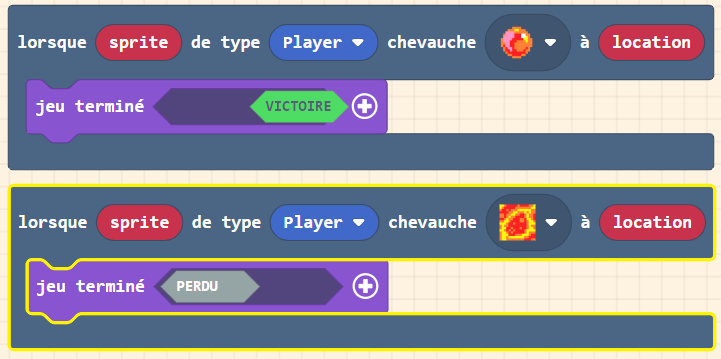 lorsque sprite de type Player chevauche à location
jeu terminé VICTOIRE
lorsque sprite de type Player chevauche à location
jeu terminé PERDU